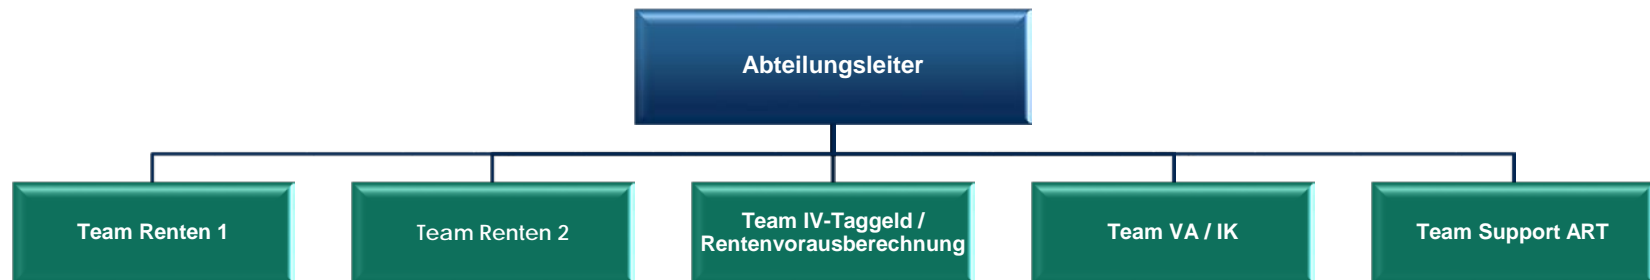 Abteilungsleiter
Team Renten 1
Team Renten 2
Team IV-Taggeld /
Rentenvorausberechnung
Team VA / IK
Team Support ART